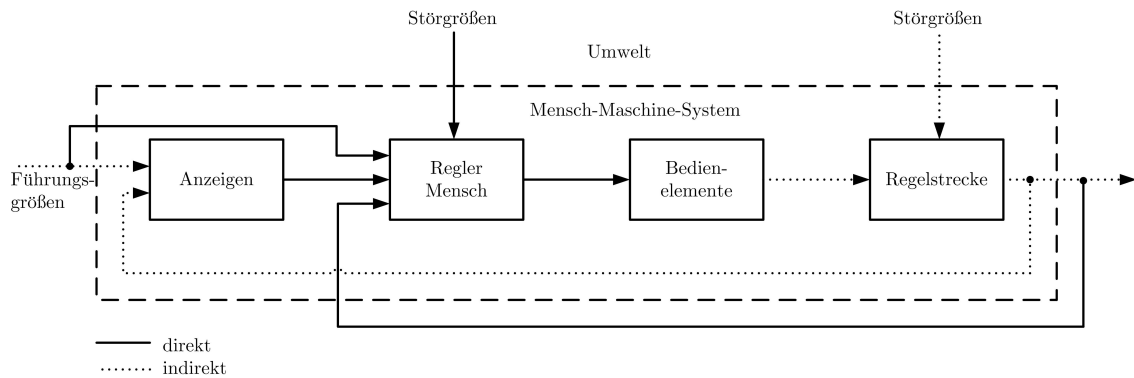 Störgrößen
Störgrößen
Umwelt
Mensch-Maschine-System
Führungs-
größen
Anzeigen
Regler
Mensch
Bedien-
elemente
Regelstrecke
direkt
indirekt